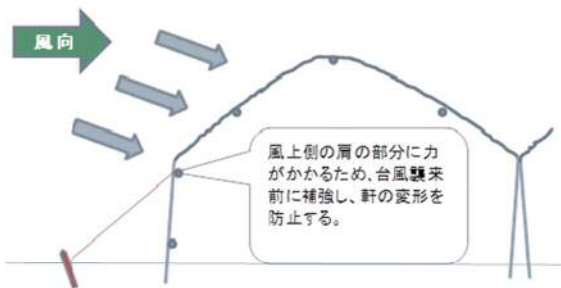 風向
風上側の肩の部分に力
がかかるため、台風襲来
前に補強し、軒の変形を
防止する。